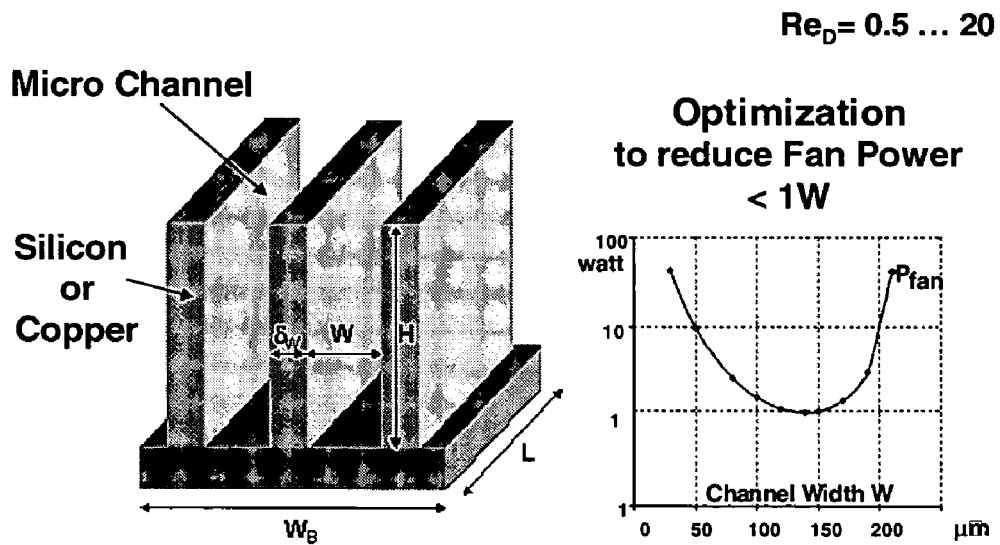 Re_D= 0.5 ... 20
Micro Channel
Optimization
to reduce Fan Power
< 1W
Silicon
or
Copper
δ_W
W
H
L
W_B
100
watt
10
1
1
P_fan
Channel Width W
0
50
100
150
200
μm